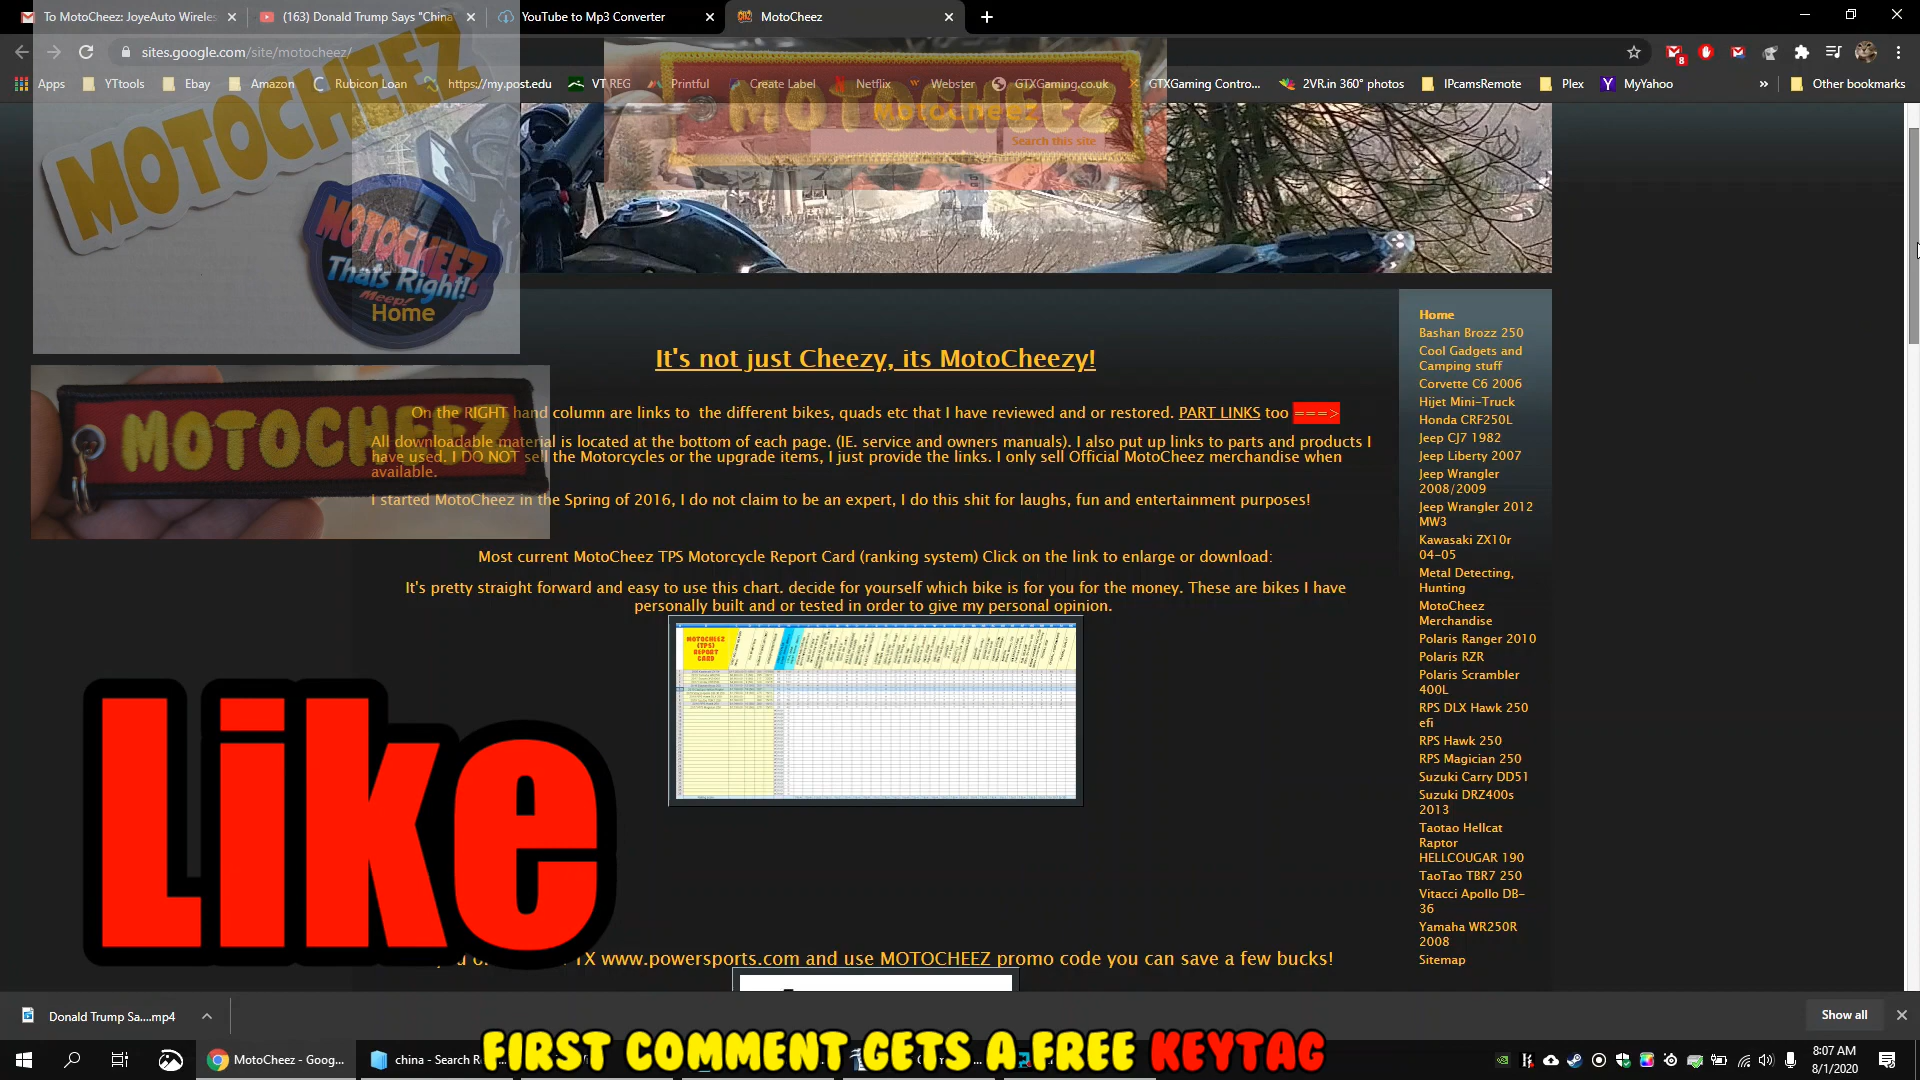 To MotoCheez: JoyeAuto Wireles
(163) Donald Trump Says "China
YouTube to Mp3 Converter
MotoCheez
sites.google.com/site/motocheez/
8
Apps
YTtools
Ebay
Amazon
Rubicon Loan
https://my.post.edu
VT REG
Printful
Create Label
Netflix
Webster
GTXGaming.co.uk
GTXGaming Contro...
2VR.in 360° photos
IPcamsRemote
Plex
MyYahoo
»
Other bookmarks
MOTOCHEEZ
MOTOCHEEZ
MOTOCHEEZ
Thats Right!
Meep!
MOTOCHEEZ
MotoCheeZ
Search this site
Home
MOTOCHEEZ
It's not just Cheezy, its MotoCheezy!
On the RIGHT hand column are links to the different bikes, quads etc that I have reviewed and or restored. PART LINKS too ===>
All downloadable material is located at the bottom of each page. (IE. service and owners manuals). I also put up links to parts and products I
have used. I DO NOT sell the Motorcycles or the upgrade items, I just provide the links. I only sell Official MotoCheez merchandise when
available.
I started MotoCheez in the Spring of 2016, I do not claim to be an expert, I do this shit for laughs, fun and entertainment purposes!
Most current MotoCheez TPS Motorcycle Report Card (ranking system) Click on the link to enlarge or download:
It's pretty straight forward and easy to use this chart. decide for yourself which bike is for you for the money. These are bikes I have
personally built and or tested in order to give my personal opinion.
MOTOCHEEZ
(TPS)
REPORT
CARD
TX www.powersports.com and use MOTOCHEEZ promo code you can save a few bucks!
Home
Bashan Brozz 250
Cool Gadgets and
Camping stuff
Corvette C6 2006
Hijet Mini-Truck
Honda CRF250L
Jeep CJ7 1982
Jeep Liberty 2007
Jeep Wrangler
2008/2009
Jeep Wrangler 2012
MW3
Kawasaki ZX10r
04-05
Metal Detecting,
Hunting
MotoCheez
Merchandise
Polaris Ranger 2010
Polaris RZR
Polaris Scrambler
400L
RPS DLX Hawk 250
efi
RPS Hawk 250
RPS Magician 250
Suzuki Carry DD51
Suzuki DRZ400s
2013
Taotao Hellcat
Raptor
HELLCOUGAR 190
TaoTao TBR7 250
Vitacci Apollo DB-
36
Yamaha WR250R
2008
Sitemap
Like
Donald Trump Sa....mp4
Show all
FIRST COMMENT GETS A FREE KEYTAG
MotoCheez - Goog...
china - Search R
8:07 AM
8/1/2020